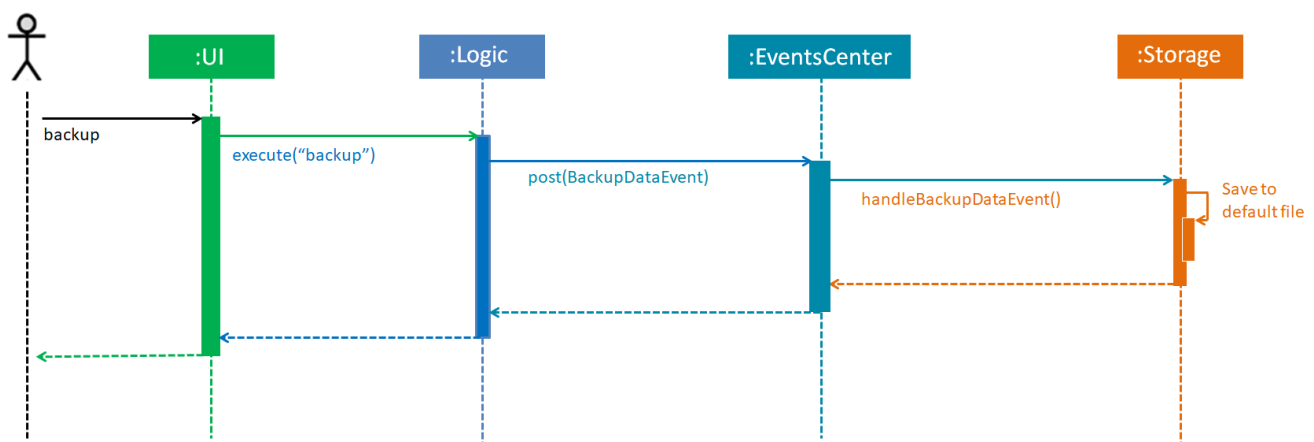 :UI
:Logic
:EventsCenter
:Storage
backup
execute(“backup”)
post(BackupDataEvent)
handleBackupDataEvent()
Save to
default file